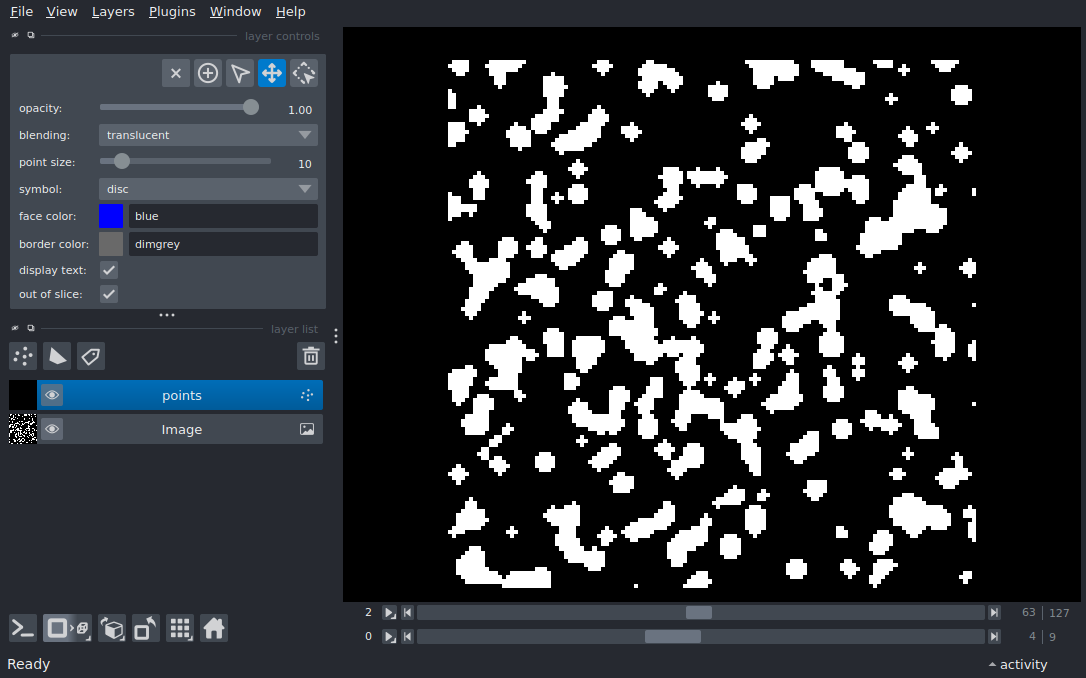 File View Layers Plugins Window Help
layer controls
opacity: 1.00
blending: translucent
point size: 10
symbol: disc
face color: blue
border color: dimgrey
display text:
out of slice:
layer list
points
Image
2 63 127
0 4 9
Ready activity